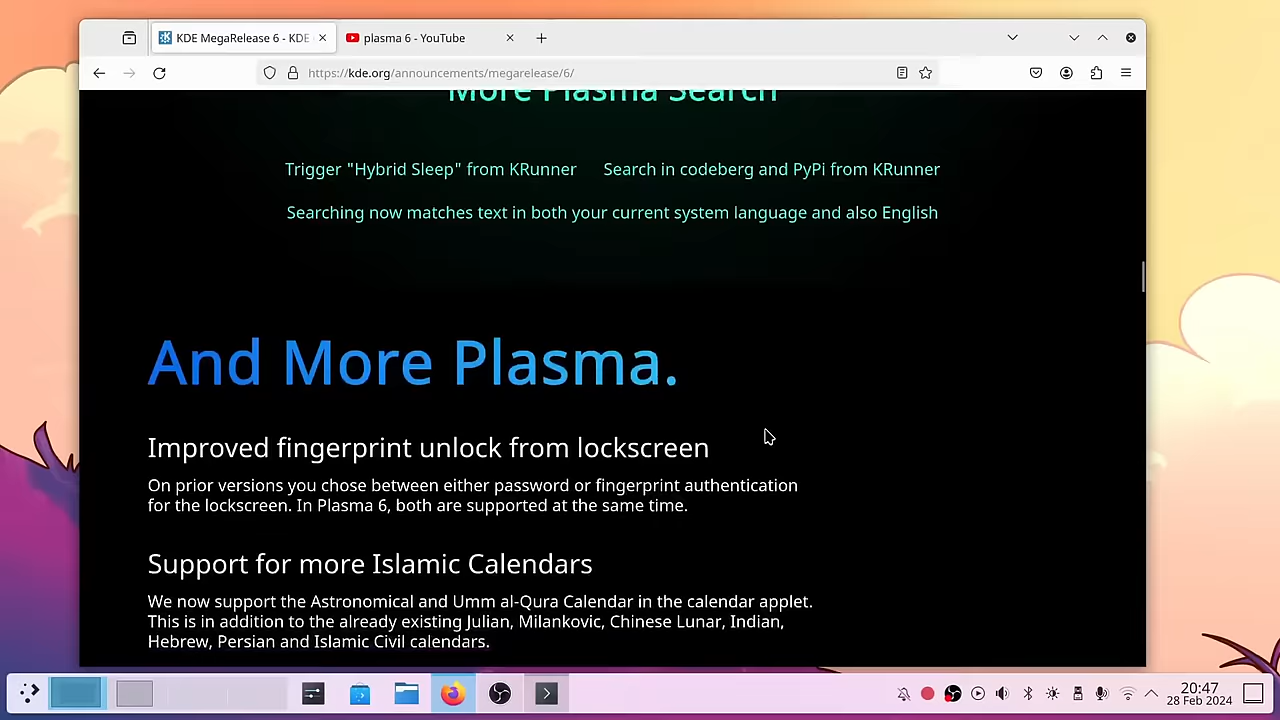 KDE MegaRelease 6 - KDE
plasma 6 - YouTube
https://kde.org/announcements/megarelease/6/
More Plasma Search
Trigger "Hybrid Sleep" from KRunner
Search in codeberg and PyPi from KRunner
Searching now matches text in both your current system language and also English
And More Plasma.
Improved fingerprint unlock from lockscreen
On prior versions you chose between either password or fingerprint authentication
for the lockscreen. In Plasma 6, both are supported at the same time.
Support for more Islamic Calendars
We now support the Astronomical and Umm al-Qura Calendar in the calendar applet.
This is in addition to the already existing Julian, Milankovic, Chinese Lunar, Indian,
Hebrew, Persian and Islamic Civil calendars.
20:47
28 Feb 2024